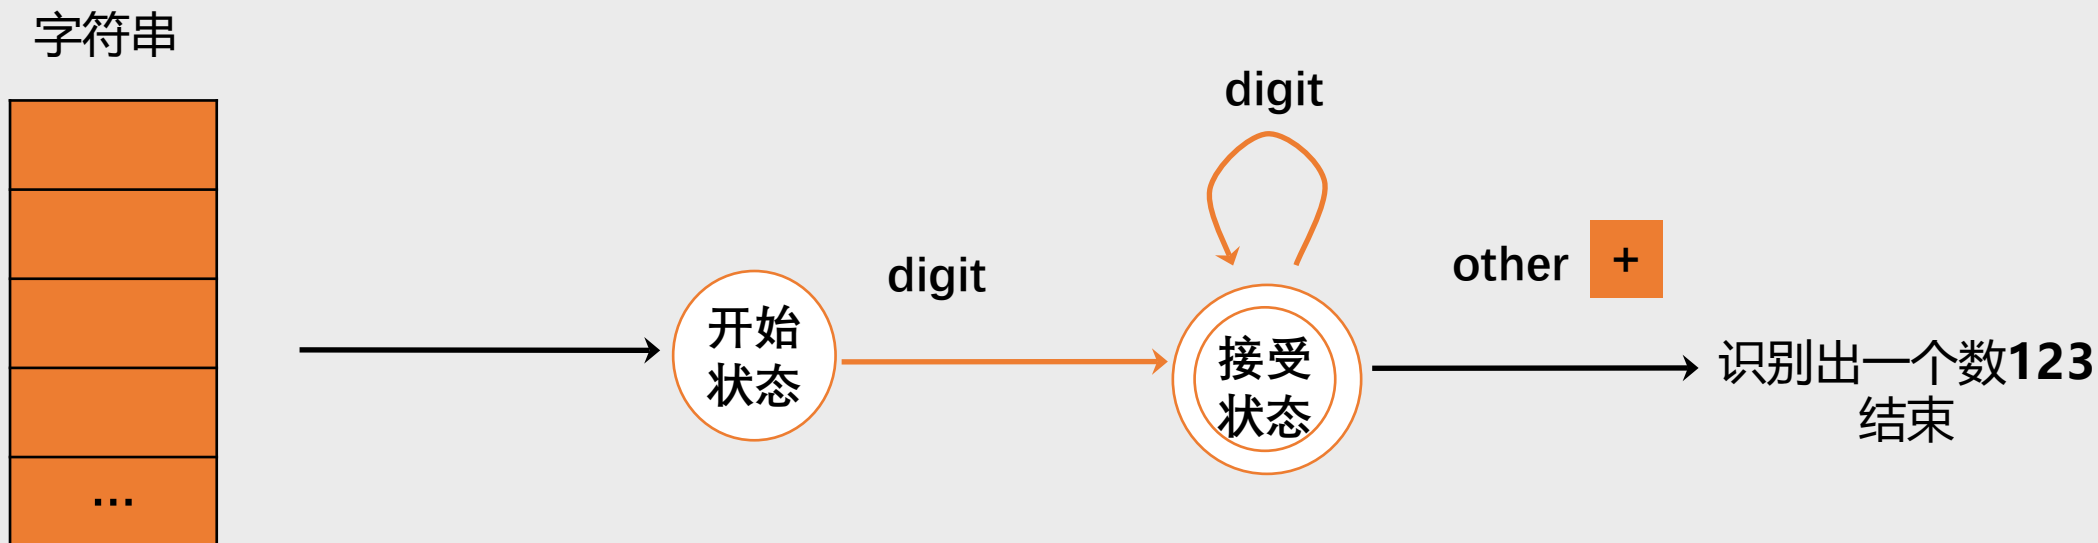 字符串
digit
digit
other +
开始
状态
接受
状态
识别出一个数123
结束
...